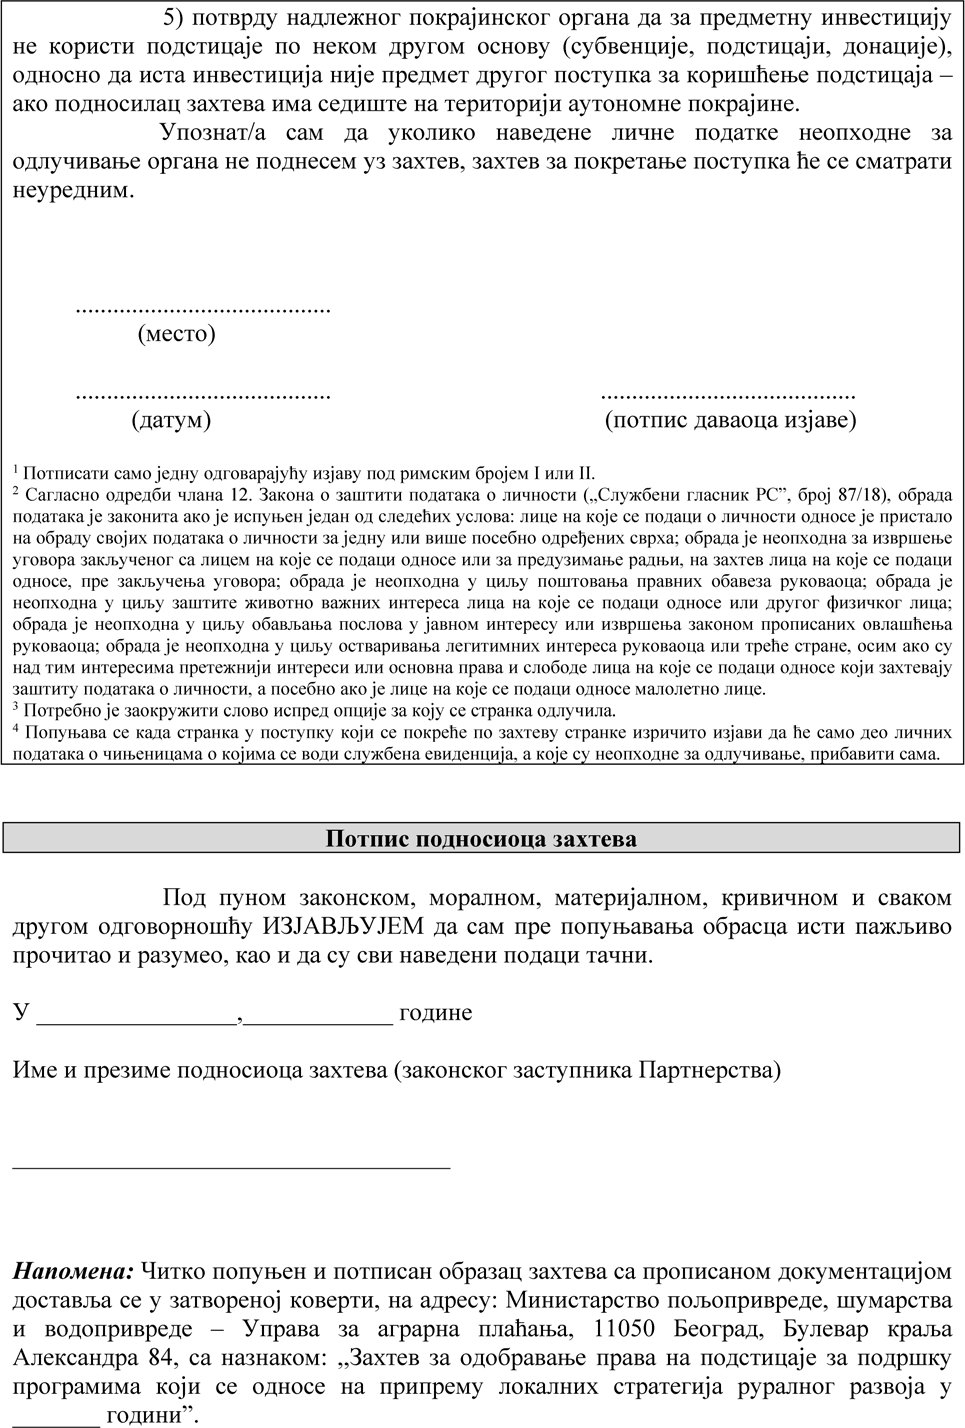 5) потврду надлежног покрајинског органа да за предметну инвестицију
не користи подстицаје по неком другом основу (субвенције, подстицаји, донације),
односно да иста инвестиција није предмет другог поступка за коришћење подстицаја –
ако подносилац захтева има седиште на територији аутономне покрајине.
Упознат/а сам да уколико наведене личне податке неопходне за
одлучивање органа не поднесем уз захтев, захтев за покретање поступка ће се сматрати
неуредним.
.........................................
(место)
......................................... .........................................
(датум) (потпис даваоца изјаве)
1 Потписати само једну одговарајућу изјаву под римским бројем I или II.
2 Сагласно одредби члана 12. Закона о заштити података о личности („Службени гласник РС”, број 87/18), обрада
података је законита ако је испуњен један од следећих услова: лице на које се подаци о личности односе је пристало
на обраду својих података о личности за једну или више посебно одређених сврха; обрада је неопходна за извршење
уговора закљученог са лицем на које се подаци односе или за предузимање радњи, на захтев лица на које се подаци
односе, пре закључења уговора; обрада је неопходна у циљу поштовања правних обавеза руковаоца; обрада је
неопходна у циљу заштите животно важних интереса лица на које се подаци односе или другог физичког лица;
обрада је неопходна у циљу обављања послова у јавном интересу или извршења законом прописаних овлашћења
руковаоца; обрада је неопходна у циљу остваривања легитимних интереса руковаоца или треће стране, осим ако су
над тим интересима претежнији интереси или основна права и слободе лица на које се подаци односе који захтевају
заштиту података о личности, а посебно ако је лице на које се подаци односе малолетно лице.
3 Потребно је заокружити слово испред опције за коју се странка одлучила.
4 Попуњава се када странка у поступку који се покреће по захтеву странке изричито изјави да ће само део личних
података о чињеницама о којима се води службена евиденција, а које су неопходне за одлучивање, прибавити сама.
Потпис подносиоца захтева
Под пуном законском, моралном, материјалном, кривичном и сваком
другом одговорношћу ИЗЈАВЉУЈЕМ да сам пре попуњавања обрасца исти пажљиво
прочитао и разумео, као и да су сви наведени подаци тачни.
У ________________,____________ године
Име и презиме подносиоца захтева (законског заступника Партнерства)
___________________________________
Напомена: Читко попуњен и потписан образац захтева са прописаном документацијом
доставља се у затвореној коверти, на адресу: Министарство пољопривреде, шумарства
и водопривреде – Управа за аграрна плаћања, 11050 Београд, Булевар краља
Александра 84, са назнаком: ,,Захтев за одобравање права на подстицаје за подршку
програмима који се односе на припрему локалних стратегија руралног развоја у
_______ години”.